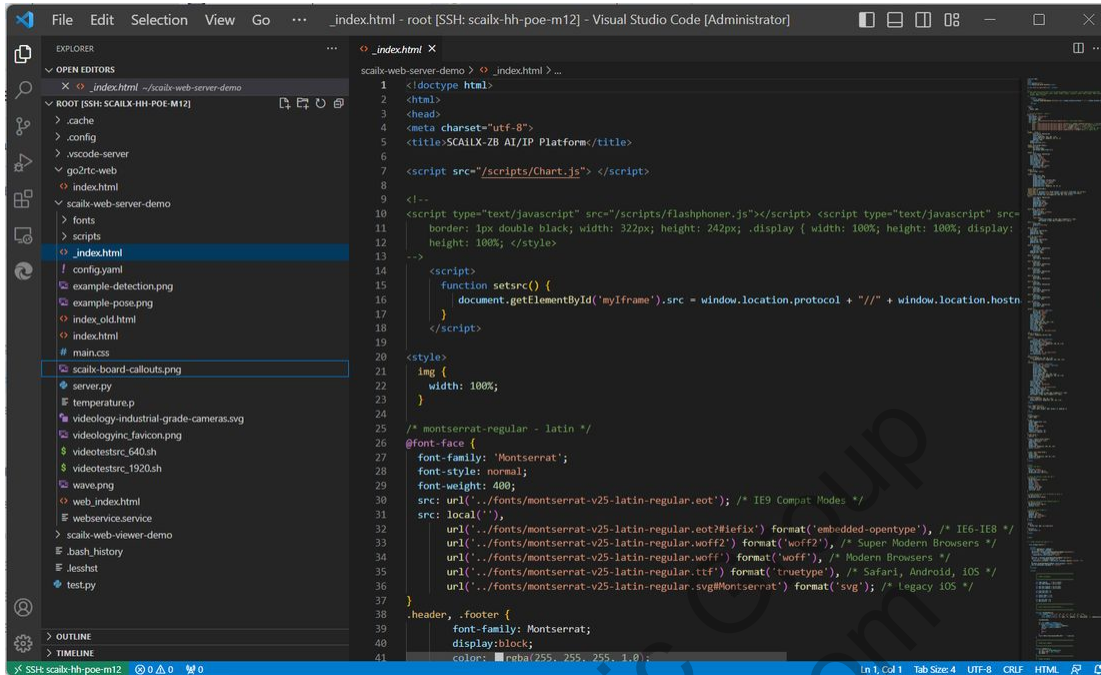 File Edit Selection View Go ··· _index.html - root [SSH: scailx-hh-poe-m12] - Visual Studio Code [Administrator]
EXPLORER
OPEN EDITORS
_index.html ~/scailx-web-server-demo
ROOT [SSH: SCAILX-HH-POE-M12]
.cache
.config
.vscode-server
go2rtc-web
index.html
scailx-web-server-demo
fonts
scripts
_index.html
config.yaml
example-detection.png
example-pose.png
index_old.html
index.html
main.css
scailx-board-callouts.png
server.py
temperature.p
videology-industrial-grade-cameras.svg
videologyinc_favicon.png
videotestsrc_640.sh
videotestsrc_1920.sh
wave.png
web_index.html
webservice.service
scailx-web-viewer-demo
.bash_history
.lesshst
test.py
OUTLINE
TIMELINE
_index.html
scailx-web-server-demo > _index.html > ...
1 <!doctype html>
2 <html>
3 <head>
4 <meta charset="utf-8">
5 <title>SCAiLX-ZB AI/IP Platform</title>
6
7 <script src="/scripts/Chart.js"> </script>
8
9 <!--
10 <script type="text/javascript" src="/scripts/flashphoner.js"></script> <script type="text/javascript" src=
11 border: 1px double black; width: 322px; height: 242px; .display { width: 100%; height: 100%; display:
12 height: 100%; </style>
13 -->
14 <script>
15 function setsrc() {
16 document.getElementById('myIframe').src = window.location.protocol + "//" + window.location.hostn
17 }
18 </script>
19
20 <style>
21 img {
22 width: 100%;
23 }
24
25 /* montserrat-regular - latin */
26 @font-face {
27 font-family: 'Montserrat';
28 font-style: normal;
29 font-weight: 400;
30 src: url('../fonts/montserrat-v25-latin-regular.eot'); /* IE9 Compat Modes */
31 src: local(''),
32 url('../fonts/montserrat-v25-latin-regular.eot?#iefix') format('embedded-opentype'), /* IE6-IE8 */
33 url('../fonts/montserrat-v25-latin-regular.woff2') format('woff2'), /* Super Modern Browsers */
34 url('../fonts/montserrat-v25-latin-regular.woff') format('woff'), /* Modern Browsers */
35 url('../fonts/montserrat-v25-latin-regular.ttf') format('truetype'), /* Safari, Android, iOS */
36 url('../fonts/montserrat-v25-latin-regular.svg#Montserrat') format('svg'); /* Legacy iOS */
37 }
38 .header, .footer {
39 font-family: Montserrat;
40 display:block;
41 color: rgba(255, 255, 255, 1.0);
SSH: scailx-hh-poe-m12 0 0 0 Ln 1, Col 1 Tab Size: 4 UTF-8 CRLF HTML